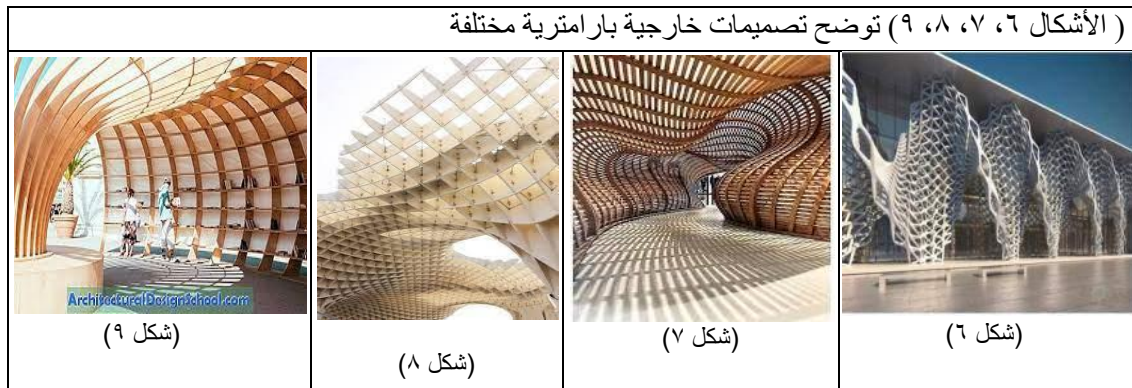 ( الأشكال ٦، ٧، ٨، ٩) توضح تصميمات خارجية بارامترية مختلفة
ArchitecturalDesignSchool.com
(شكل ٦)
(شكل ٧)
(شكل ٨)
(شكل ٩)